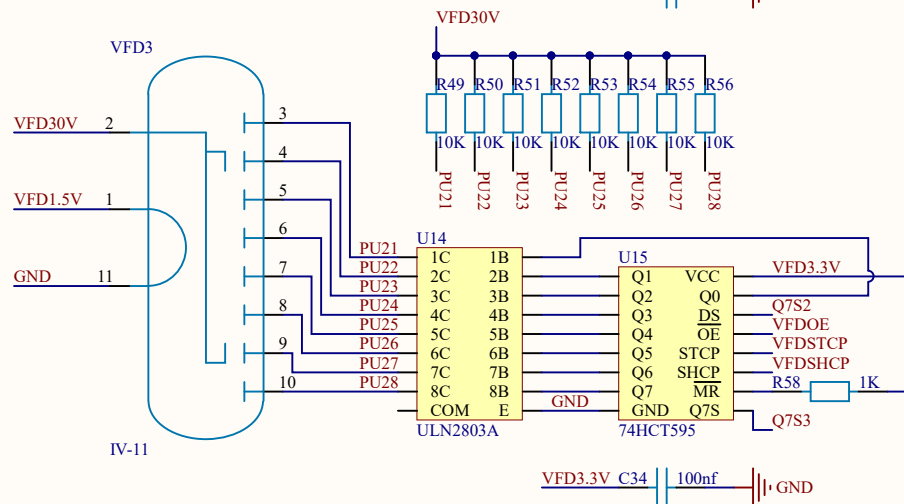 VFD30V
VFD3
R49 R50 R51 R52 R53 R54 R55 R56
10K 10K 10K 10K 10K 10K 10K 10K
PU21 PU22 PU23 PU24 PU25 PU26 PU27 PU28
VFD30V 2
VFD1.5V 1
GND 11
3
4
5
6
7
8
9
10
IV-11
PU21
PU22
PU23
PU24
PU25
PU26
PU27
PU28
U14
1C 1B
2C 2B
3C 3B
4C 4B
5C 5B
6C 6B
7C 7B
8C 8B
COM E
ULN2803A
GND
U15
Q1 VCC
Q2 Q0
Q3 DS
Q4 OE
Q5 STCP
Q6 SHCP
Q7 MR
GND Q7S
74HCT595
VFD3.3V
Q7S2
VFDOE
VFDSTCP
VFDSHCP
R58 1K
Q7S3
VFD3.3V C34 100nf GND